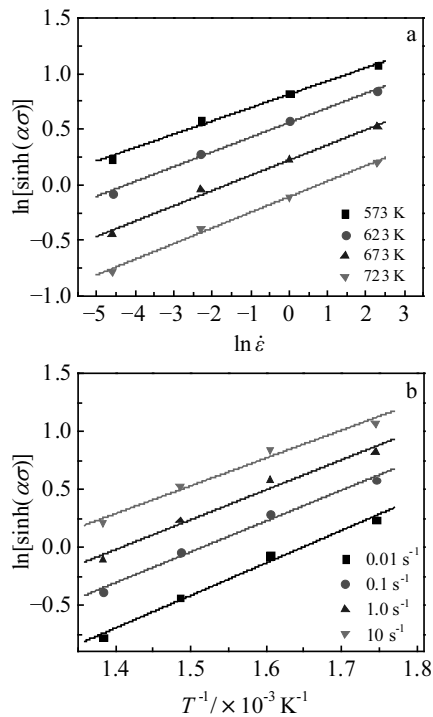 a
1.5
1.0
0.5
0.0
−0.5
−1.0
ln[sinh(ασ)]
573 K
623 K
673 K
723 K
−5 −4 −3 −2 −1 0 1 2 3
ln ε̇
b
1.5
1.0
0.5
0.0
−0.5
ln[sinh(ασ)]
0.01 s⁻¹
0.1 s⁻¹
1.0 s⁻¹
10 s⁻¹
1.4 1.5 1.6 1.7 1.8
T⁻¹/×10⁻³ K⁻¹